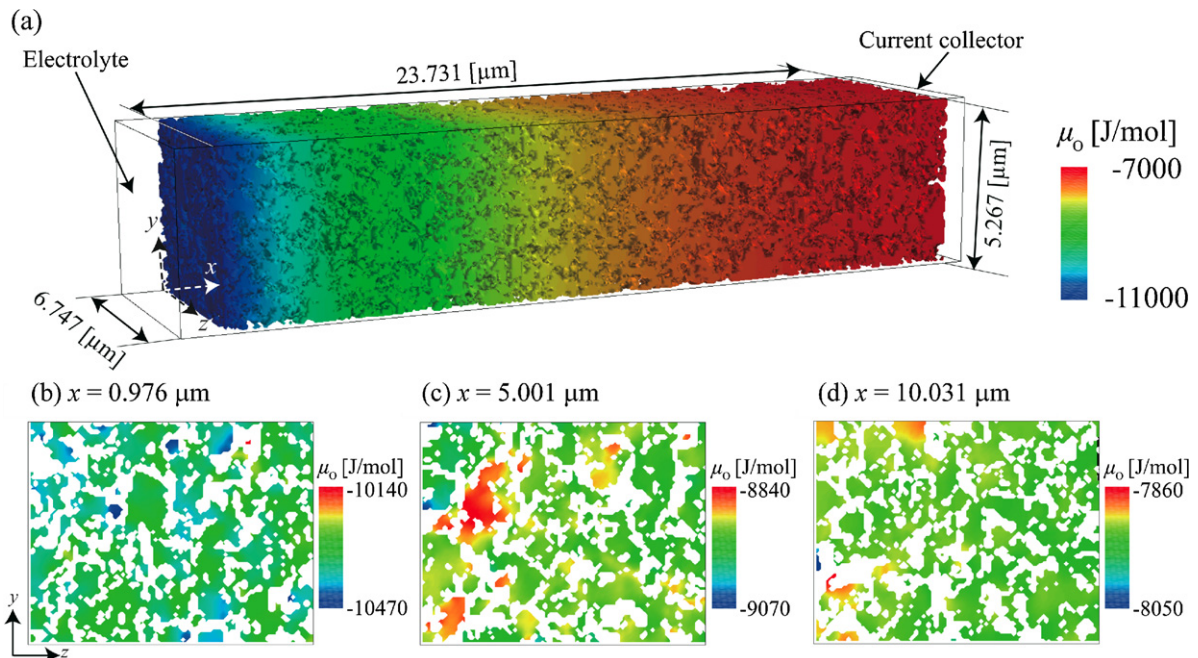 (a)
Electrolyte
Current collector
23.731 [μm]
μo [J/mol]
-7000
-11000
5.267 [μm]
y
x
z
6.747 [μm]
(b) x = 0.976 μm
(c) x = 5.001 μm
(d) x = 10.031 μm
μo [J/mol]
-10140
-10470
μo [J/mol]
-8840
-9070
μo [J/mol]
-7860
-8050
y
z